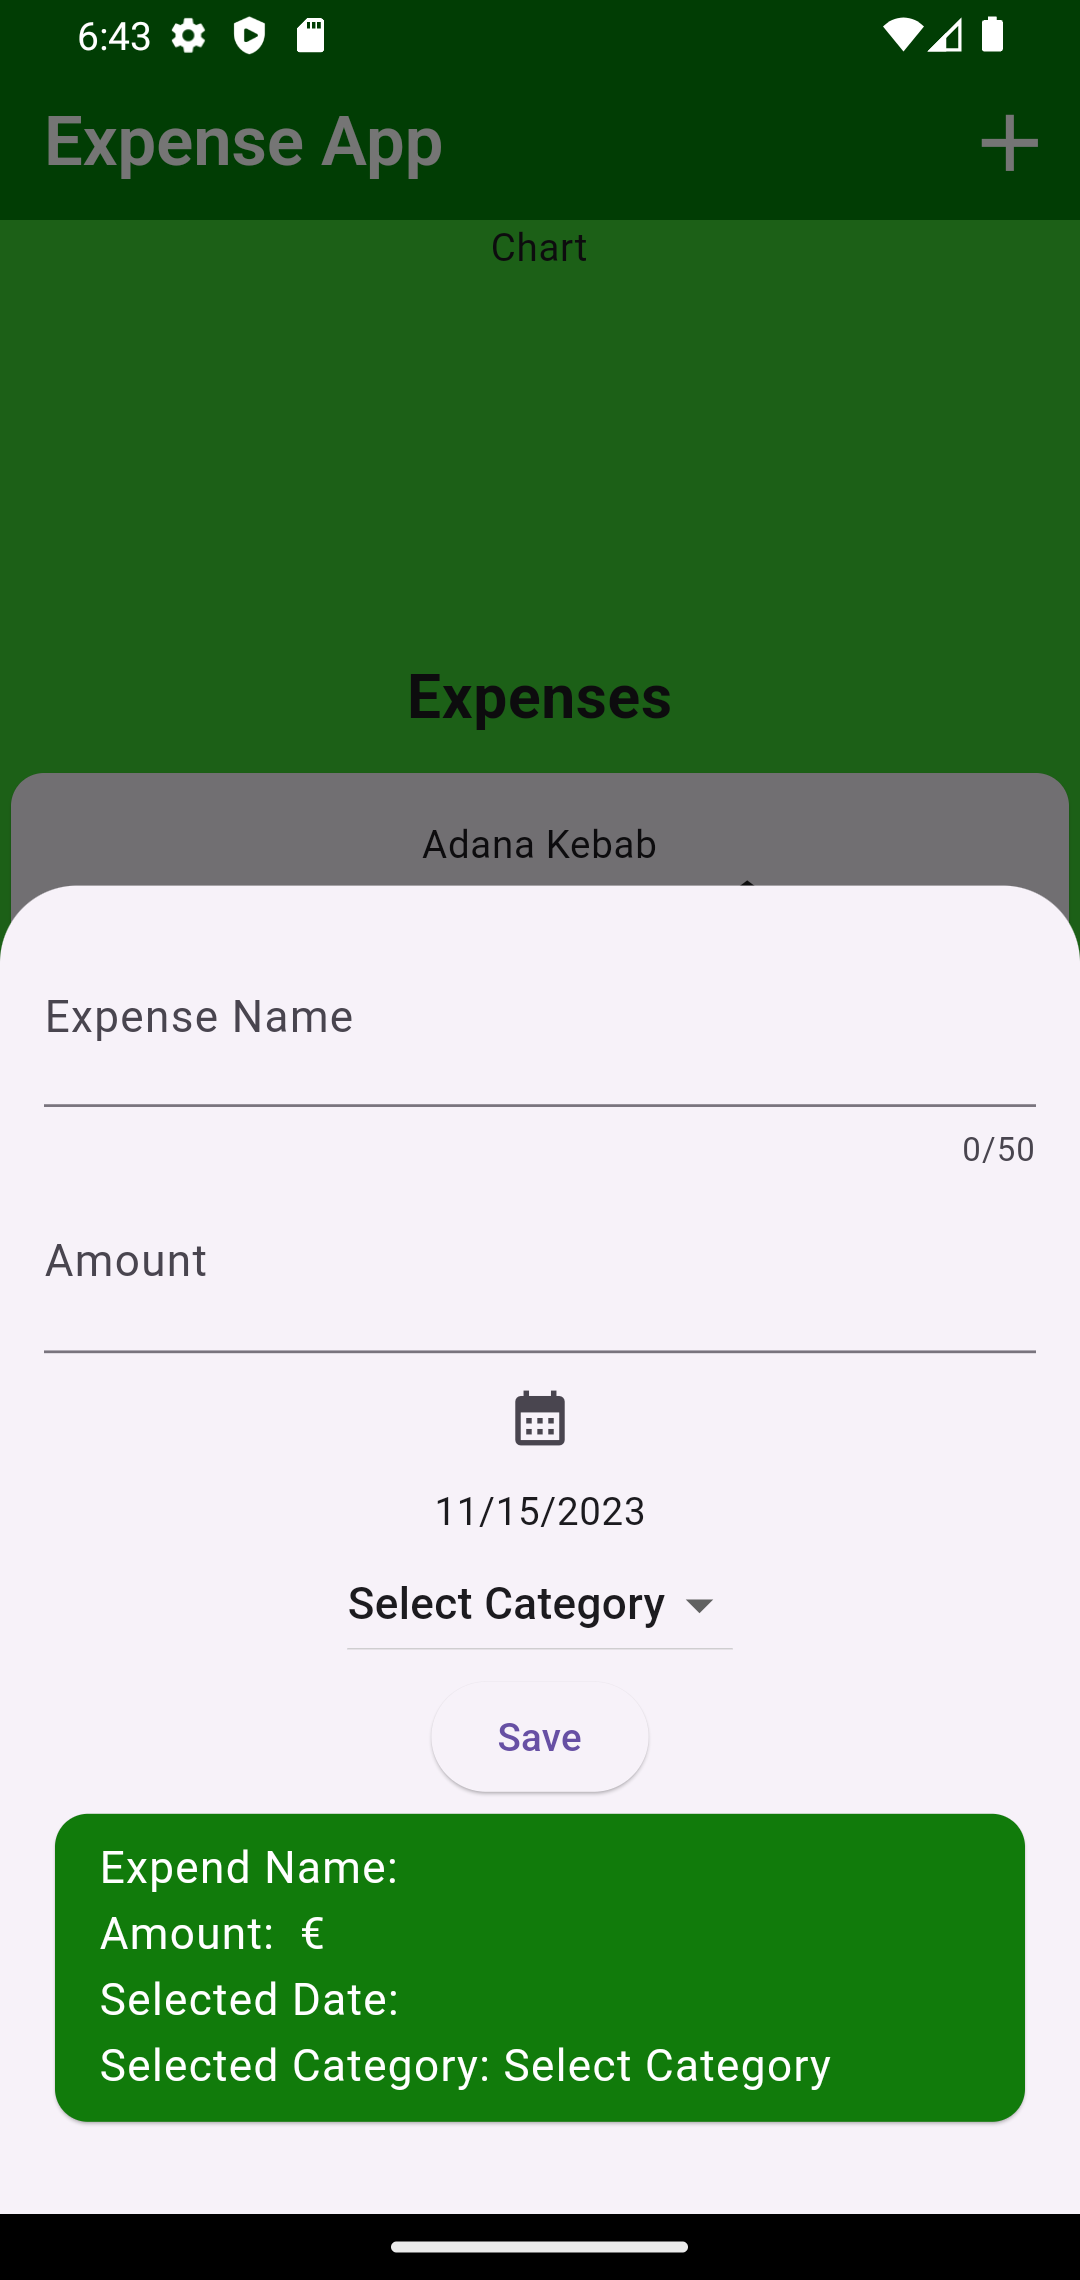 6:43
Expense App
Chart
Expenses
Adana Kebab
Expense Name
0/50
Amount
11/15/2023
Select Category
Save
Expend Name:
Amount: €
Selected Date:
Selected Category: Select Category